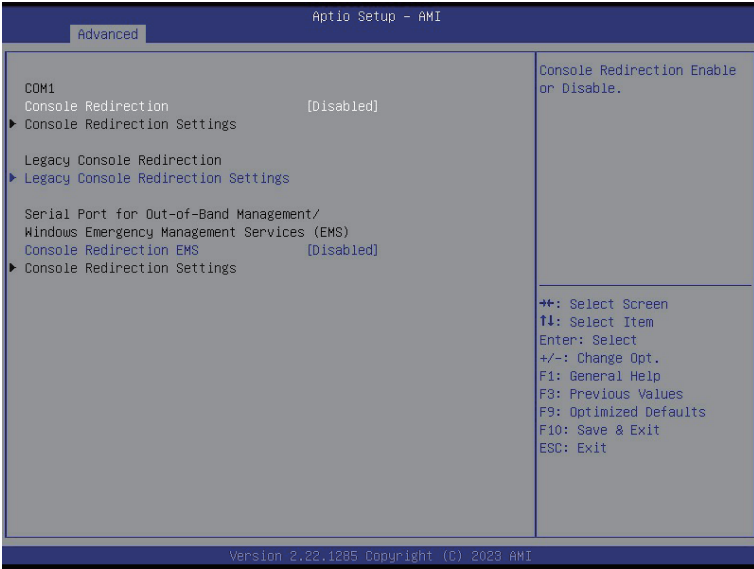 Aptio Setup – AMI
Advanced
COM1
Console Redirection [Disabled]
▶ Console Redirection Settings
Legacy Console Redirection
▶ Legacy Console Redirection Settings
Serial Port for Out-of-Band Management/
Windows Emergency Management Services (EMS)
Console Redirection EMS [Disabled]
▶ Console Redirection Settings
Console Redirection Enable
or Disable.
→←: Select Screen
↑↓: Select Item
Enter: Select
+/-: Change Opt.
F1: General Help
F3: Previous Values
F9: Optimized Defaults
F10: Save & Exit
ESC: Exit
Version 2.22.1285 Copyright (C) 2023 AMI